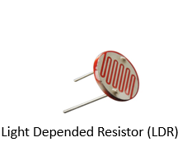 Light Depended Resistor (LDR)